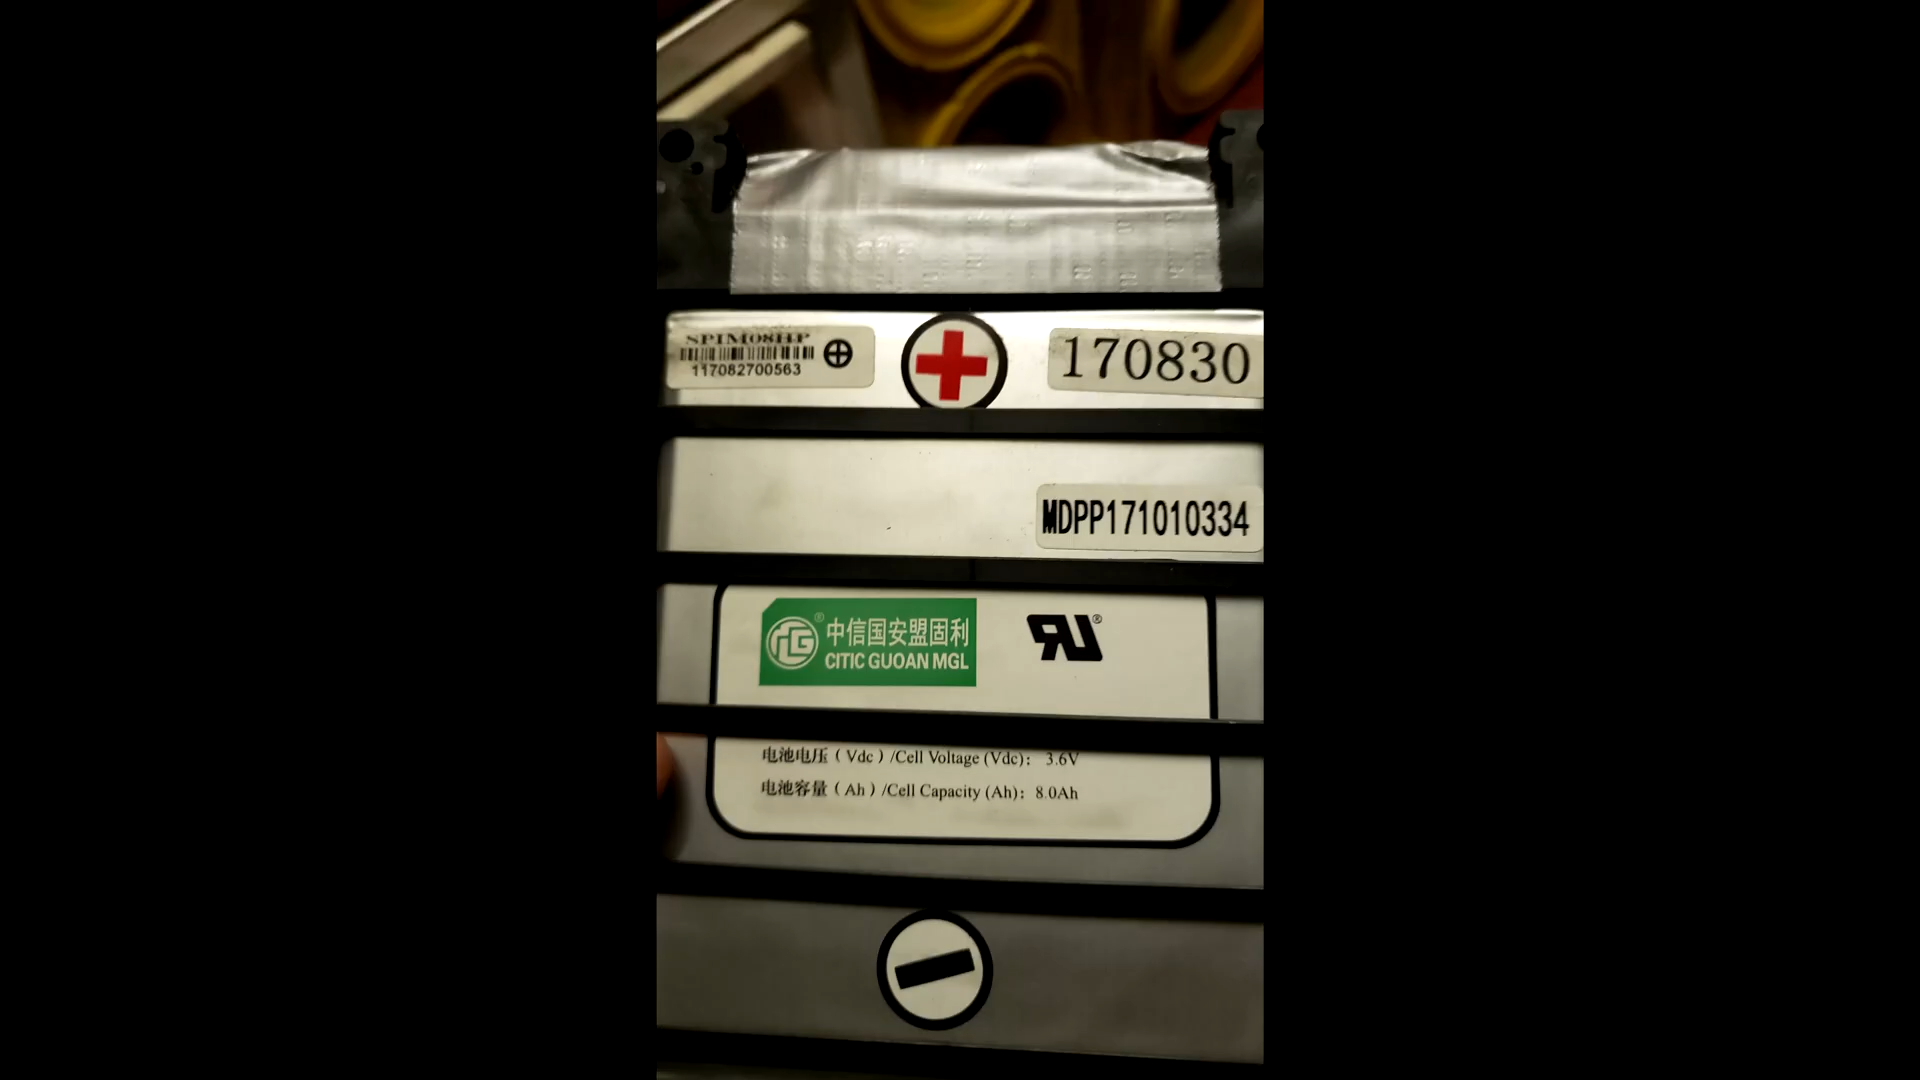 SPIM08HP
117082700563
170830
MDPP171010334
中信国安盟固利
CITIC GUOAN MGL
电池电压（Vdc）/Cell Voltage (Vdc)： 3.6V
电池容量（Ah）/Cell Capacity (Ah)：8.0Ah